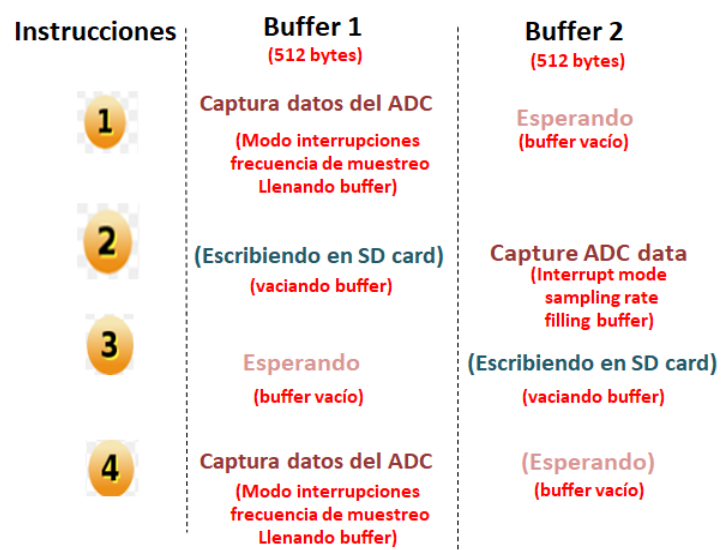 Instrucciones Buffer 1 Buffer 2
(512 bytes) (512 bytes)
1
Captura datos del ADC
(Modo interrupciones
frecuencia de muestreo
Llenando buffer)
Esperando
(buffer vacío)
2
(Escribiendo en SD card)
(vaciando buffer)
Capture ADC data
(Interrupt mode
sampling rate
filling buffer)
3
Esperando
(buffer vacío)
(Escribiendo en SD card)
(vaciando buffer)
4
Captura datos del ADC
(Modo interrupciones
frecuencia de muestreo
Llenando buffer)
(Esperando)
(buffer vacío)